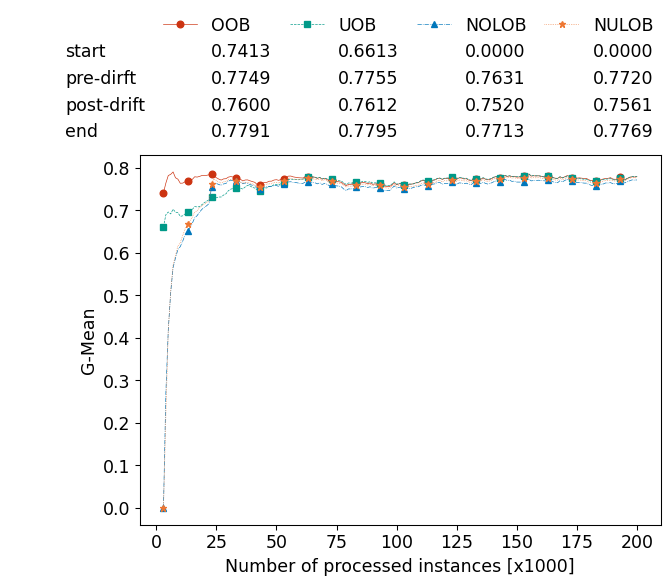 OOB UOB NOLOB NULOB
start 0.7413 0.6613 0.0000 0.0000
pre-dirft 0.7749 0.7755 0.7631 0.7720
post-drift 0.7600 0.7612 0.7520 0.7561
end 0.7791 0.7795 0.7713 0.7769
0.8
0.7
0.6
0.5
0.4
0.3
0.2
0.1
0.0
G-Mean
0 25 50 75 100 125 150 175 200
Number of processed instances [x1000]